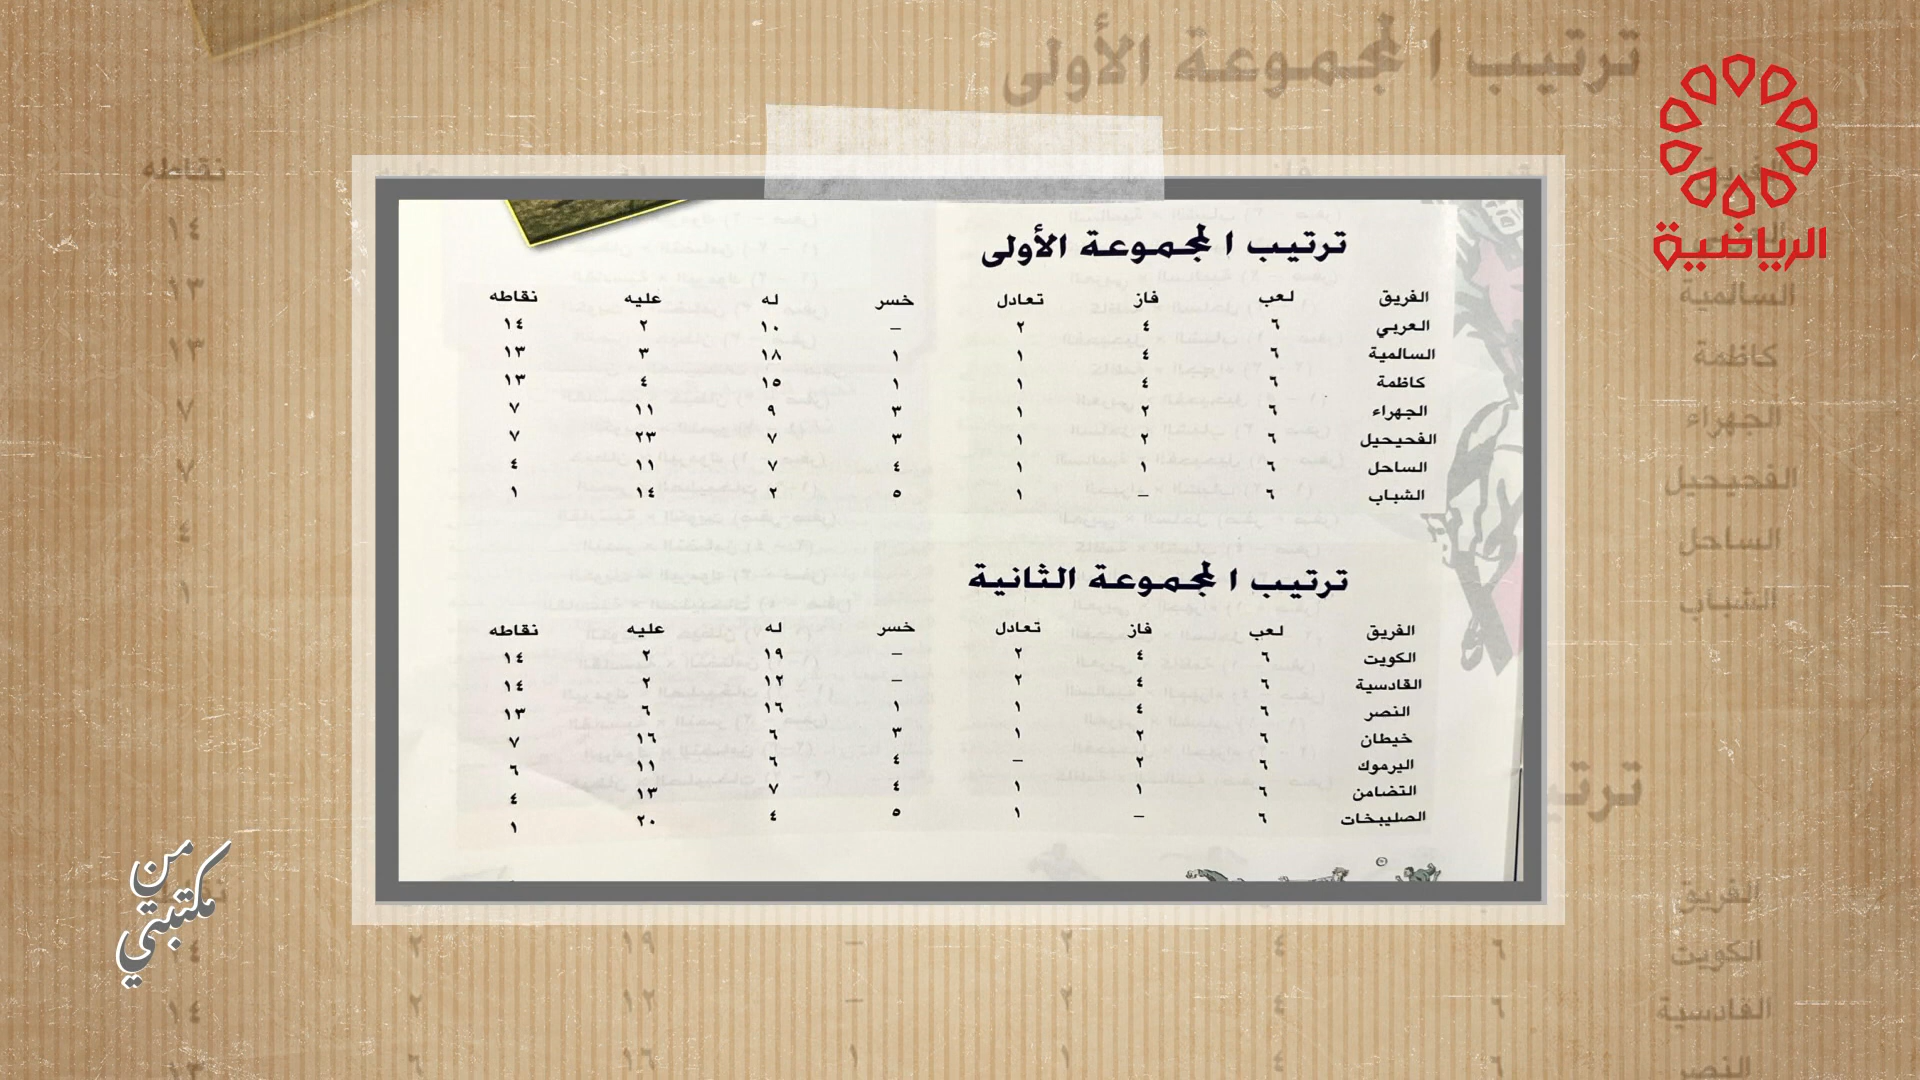 ترتيب المجموعة الأولى
الفريق لعب فاز تعادل خسر له عليه نقاطه
العربي ٦ ٤ ٢ – ١٠ ٢ ١٤
السالمية ٦ ٤ ١ ١ ١٨ ٣ ١٣
كاظمة ٦ ٤ ١ ١ ١٥ ٤ ١٣
الجهراء ٦ ٢ ١ ٣ ٩ ١١ ٧
الفحيحيل ٦ ٢ ١ ٣ ٧ ٢٣ ٧
الساحل ٦ ١ ١ ٤ ٧ ١١ ٤
الشباب ٦ – ١ ٥ ٢ ١٤ ١
ترتيب المجموعة الثانية
الفريق لعب فاز تعادل خسر له عليه نقاطه
الكويت ٦ ٤ ٢ – ١٩ ٢ ١٤
القادسية ٦ ٤ ٢ – ١٢ ٢ ١٤
النصر ٦ ٤ ١ ١ ١٦ ٦ ١٣
خيطان ٦ ٢ ١ ٣ ٦ ١٦ ٧
اليرموك ٦ ٢ – ٤ ٦ ١١ ٦
التضامن ٦ ١ ١ ٤ ٧ ١٣ ٤
الصليبخات ٦ – ١ ٥ ٤ ٢٠ ١
الرياضية
من
مكتبتي